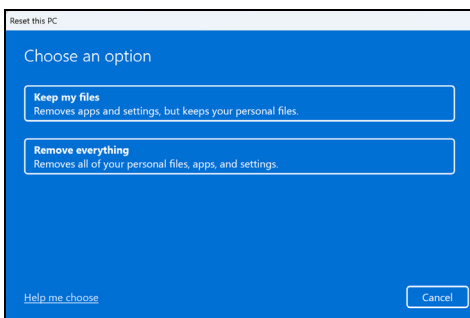 Reset this PC
Choose an option
Keep my files
Removes apps and settings, but keeps your personal files.
Remove everything
Removes all of your personal files, apps, and settings.
Help me choose
Cancel